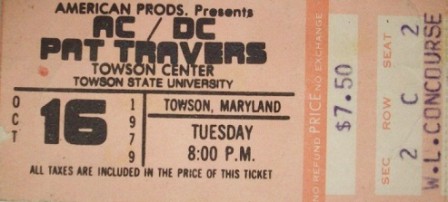 AMERICAN PRODS. Presents
AC / DC
PAT TRAVERS
TOWSON CENTER
TOWSON STATE UNIVERSITY
OCT
16
1979
TOWSON, MARYLAND
TUESDAY
8:00 P.M.
ALL TAXES ARE INCLUDED IN THE PRICE OF THIS TICKET
NO REFUND PRICE NO EXCHANGE
$7.50
SEC ROW SEAT
2 C 2
W.L. CONCOURSE